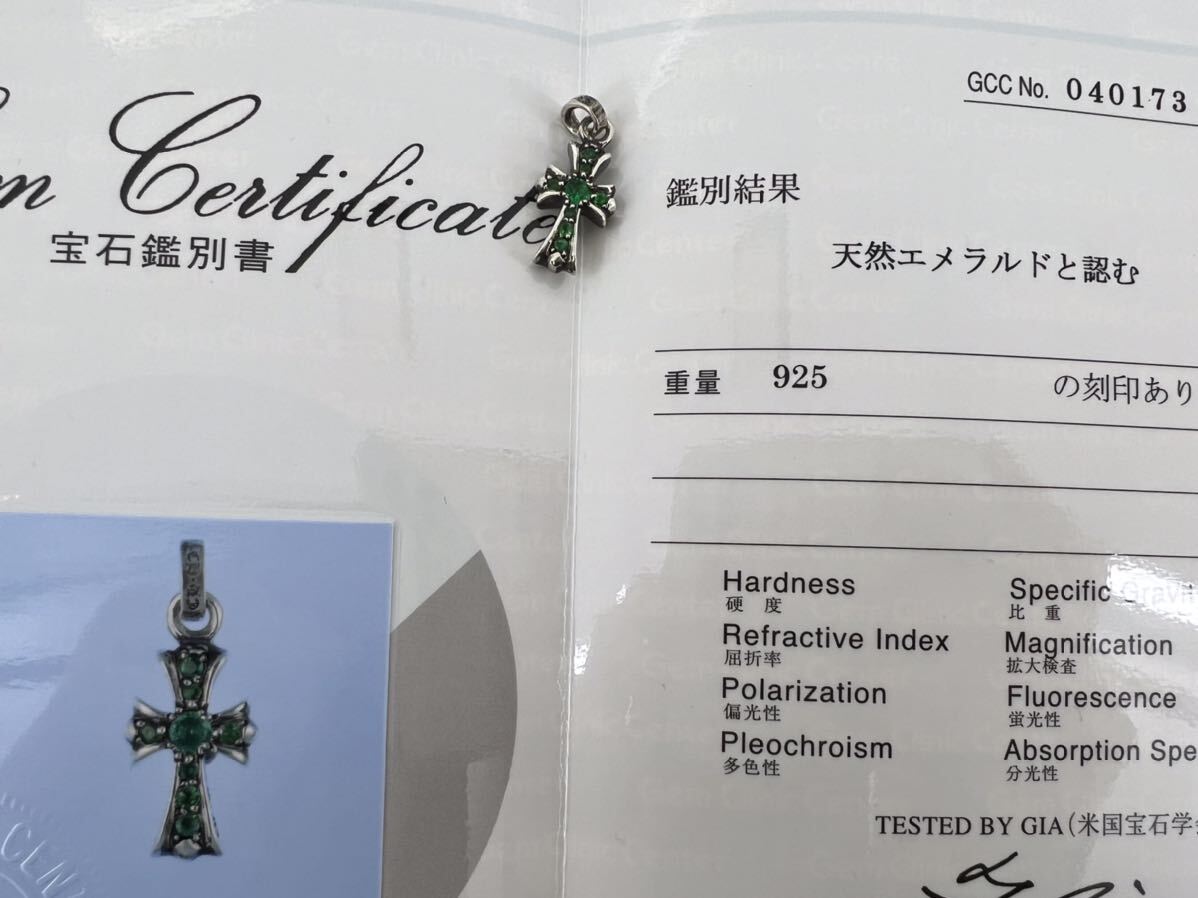 Certificate
宝石鑑別書
GCC No. 040173
鑑別結果
天然エメラルドと認む
重量 925 の刻印あり
Hardness
硬 度
Specific
比 重
Refractive Index
屈折率
Magnification
拡大検査
Polarization
偏光性
Fluorescence
蛍光性
Pleochroism
多色性
Absorption Spe
分光性
TESTED BY GIA(米国宝石学
CENT